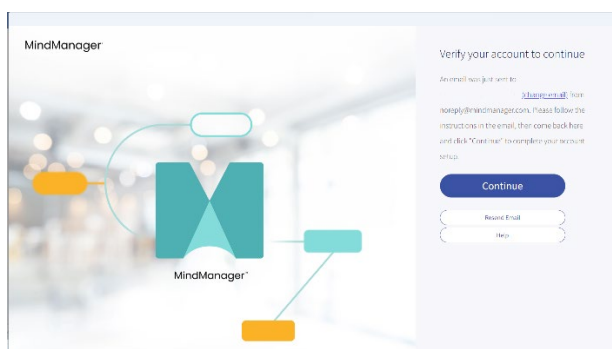 MindManager
MindManager™
Verify your account to continue
An email was just sent to
(change email) from
noreply@mindmanager.com. Please follow the
instructions in the email, then come back here
and click "Continue" to complete your account
setup.
Continue
Resend Email
Help